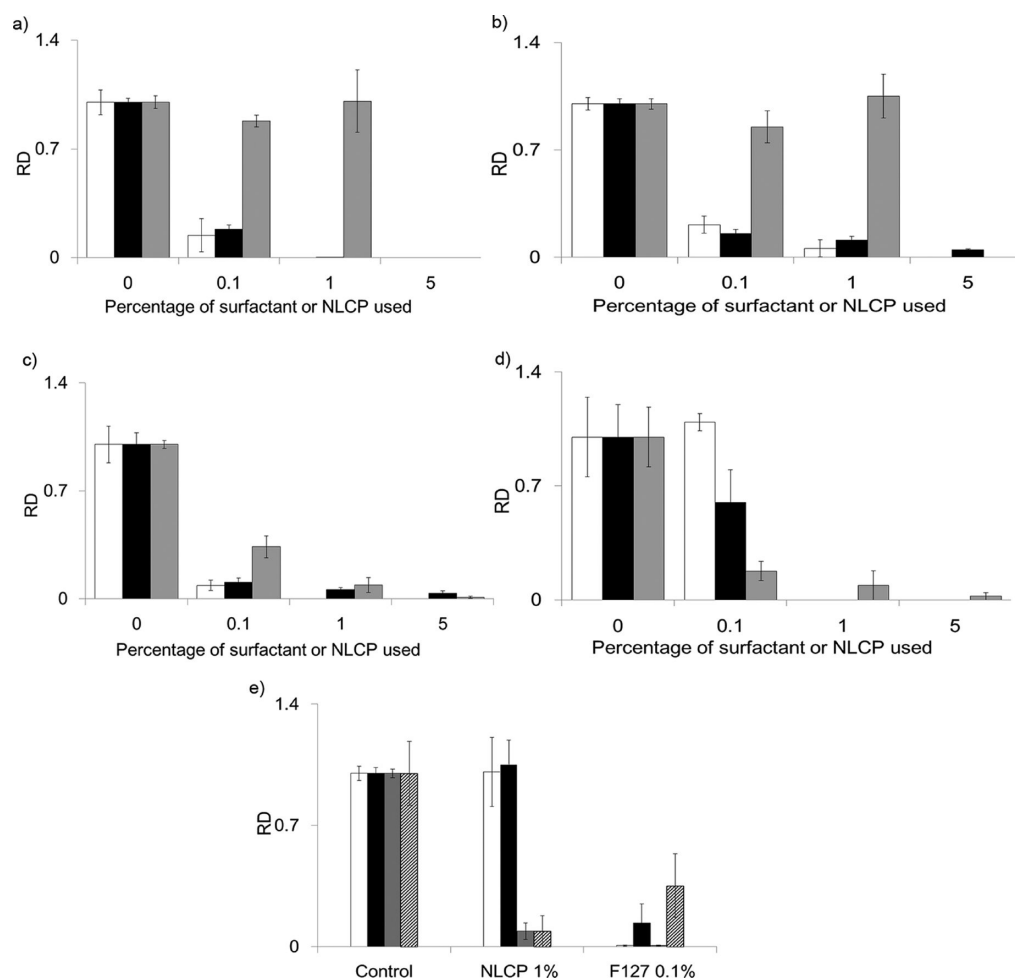 a)
1.4
0.7
0
RD
0 0.1 1 5
Percentage of surfactant or NLCP used
b)
1.4
0.7
0
RD
0 0.1 1 5
Percentage of surfactant or NLCP used
c)
1.4
0.7
0
RD
0 0.1 1 5
Percentage of surfactant or NLCP used
d)
1.4
0.7
0
RD
0 0.1 1 5
Percentage of surfactant or NLCP used
e)
1.4
0.7
0
RD
Control NLCP 1% F127 0.1%